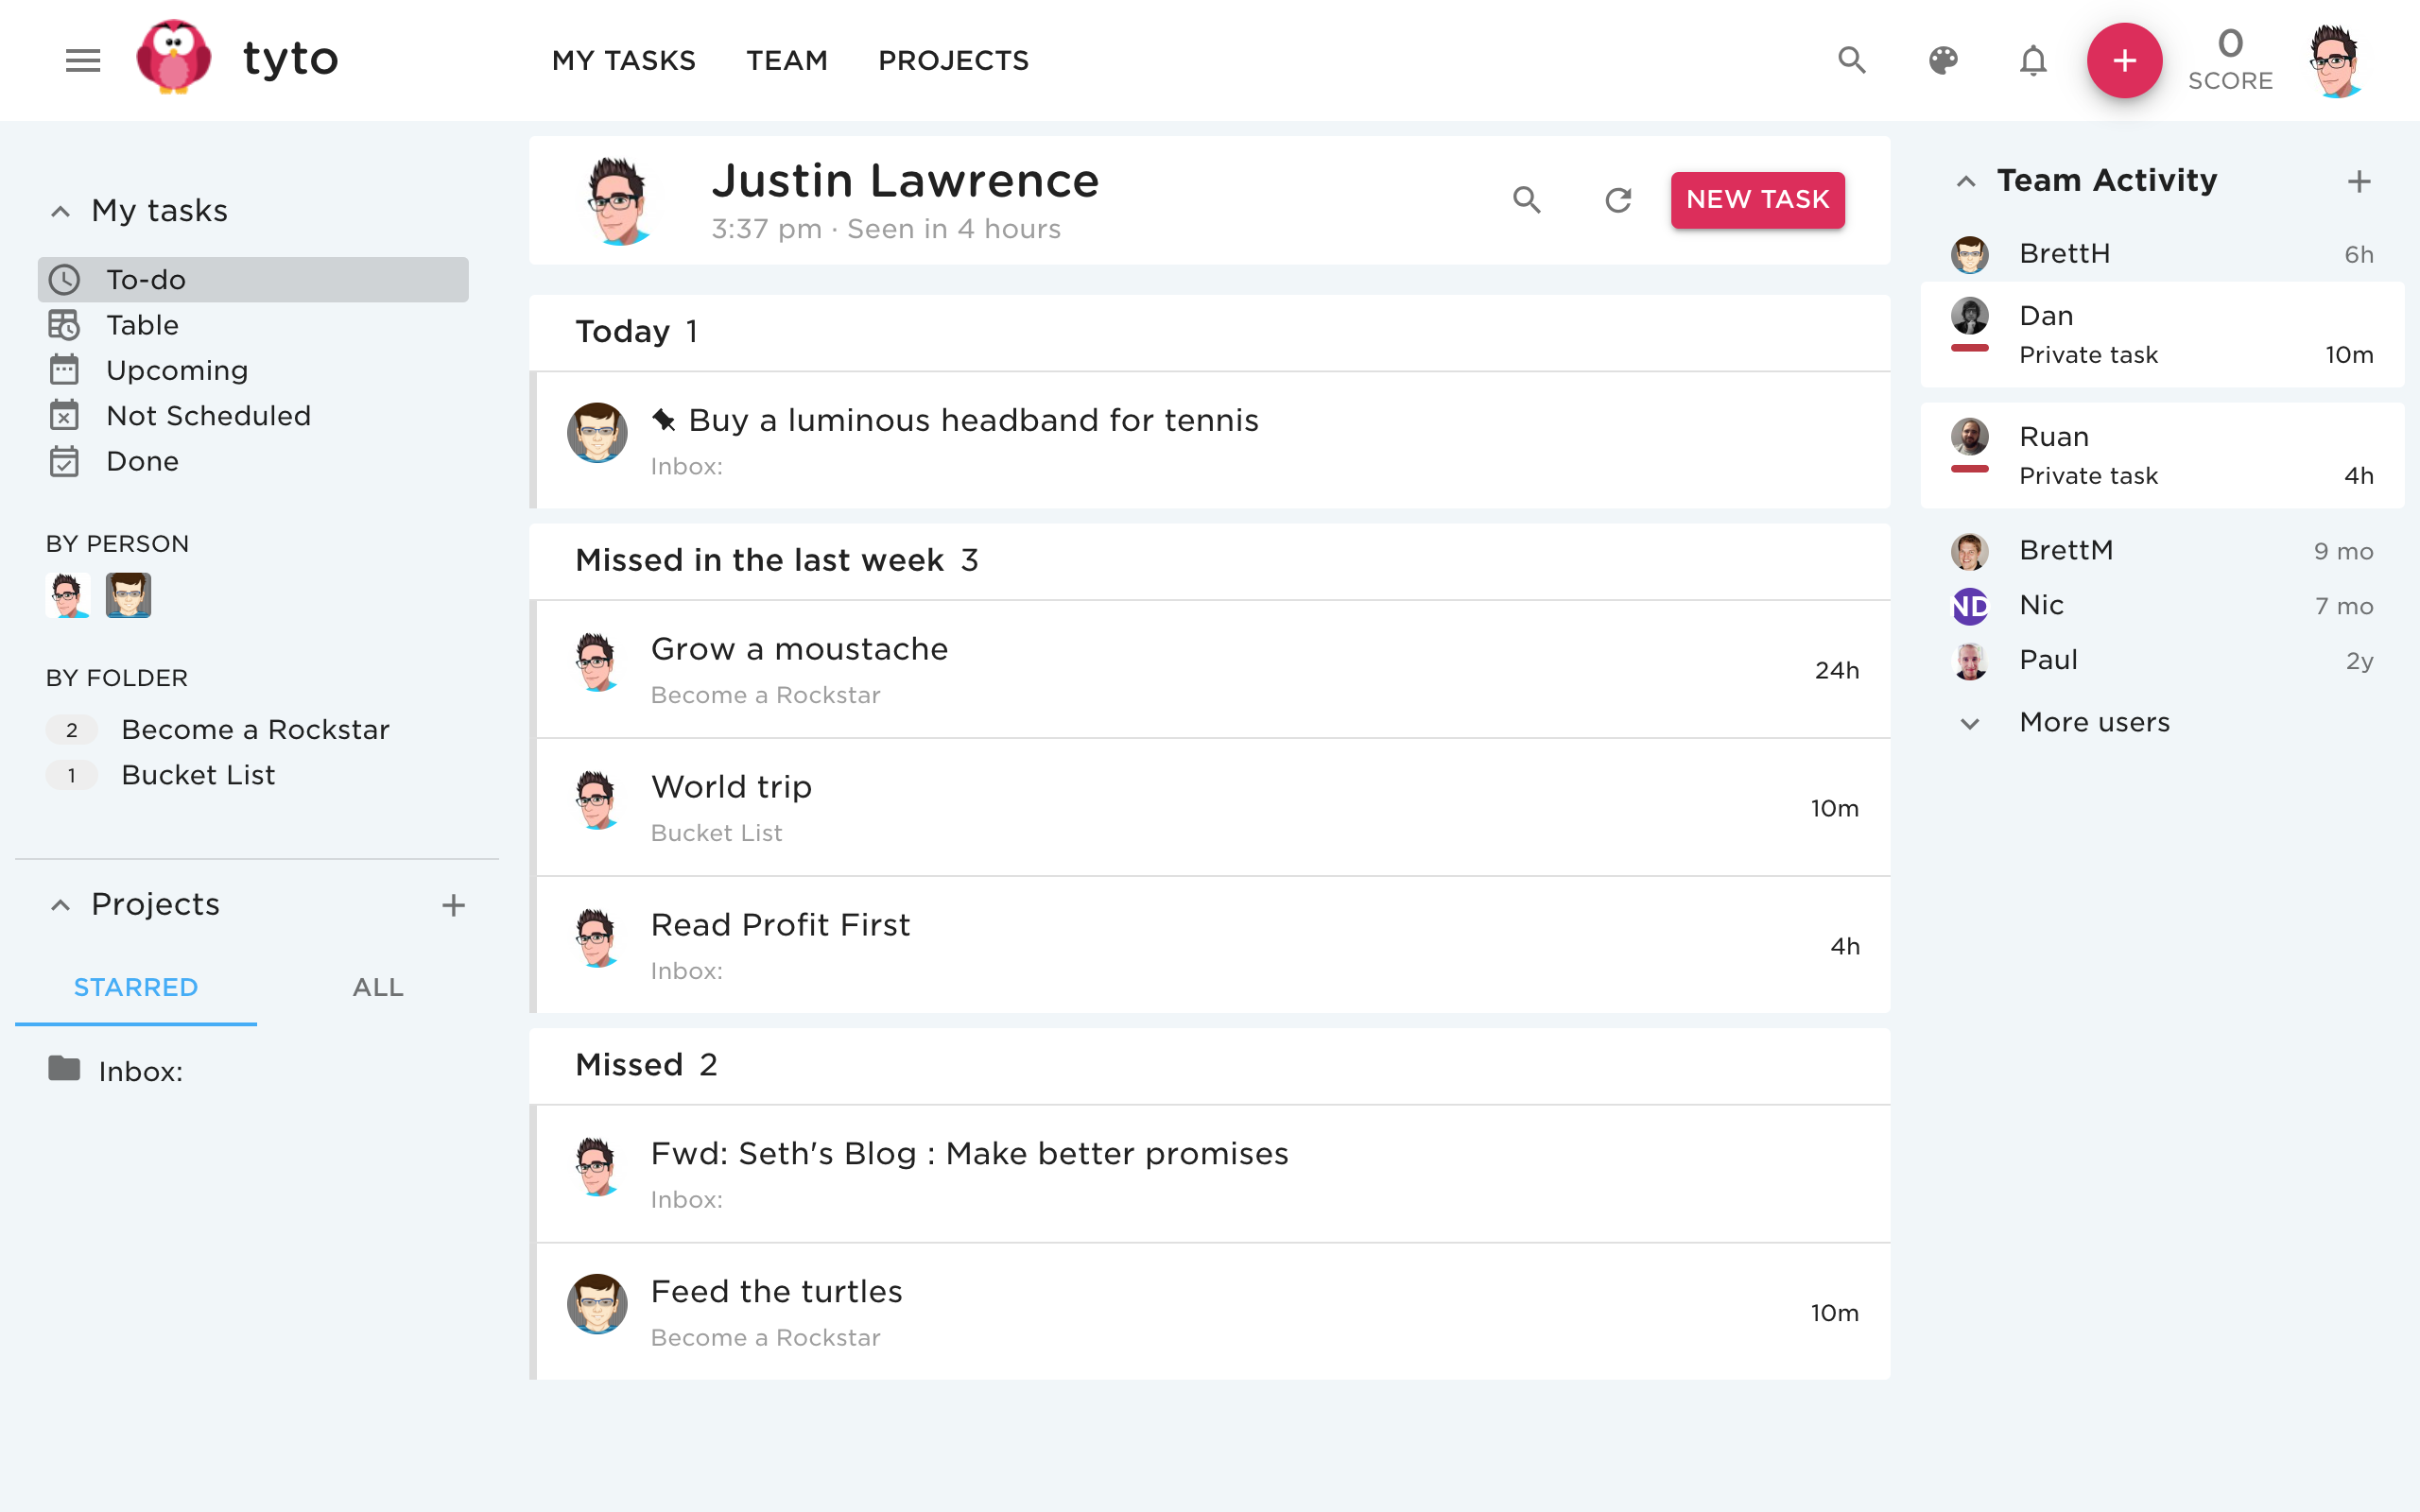 tyto
MY TASKS
TEAM
PROJECTS
0
SCORE
My tasks
To-do
Table
Upcoming
Not Scheduled
Done
BY PERSON
BY FOLDER
2 Become a Rockstar
1 Bucket List
Projects
STARRED
ALL
Inbox:
Justin Lawrence
3:37 pm · Seen in 4 hours
NEW TASK
Today 1
Buy a luminous headband for tennis
Inbox:
Missed in the last week 3
Grow a moustache
Become a Rockstar
24h
World trip
Bucket List
10m
Read Profit First
Inbox:
4h
Missed 2
Fwd: Seth's Blog : Make better promises
Inbox:
Feed the turtles
Become a Rockstar
10m
Team Activity
BrettH 6h
Dan
Private task 10m
Ruan
Private task 4h
BrettM 9 mo
ND Nic 7 mo
Paul 2y
More users